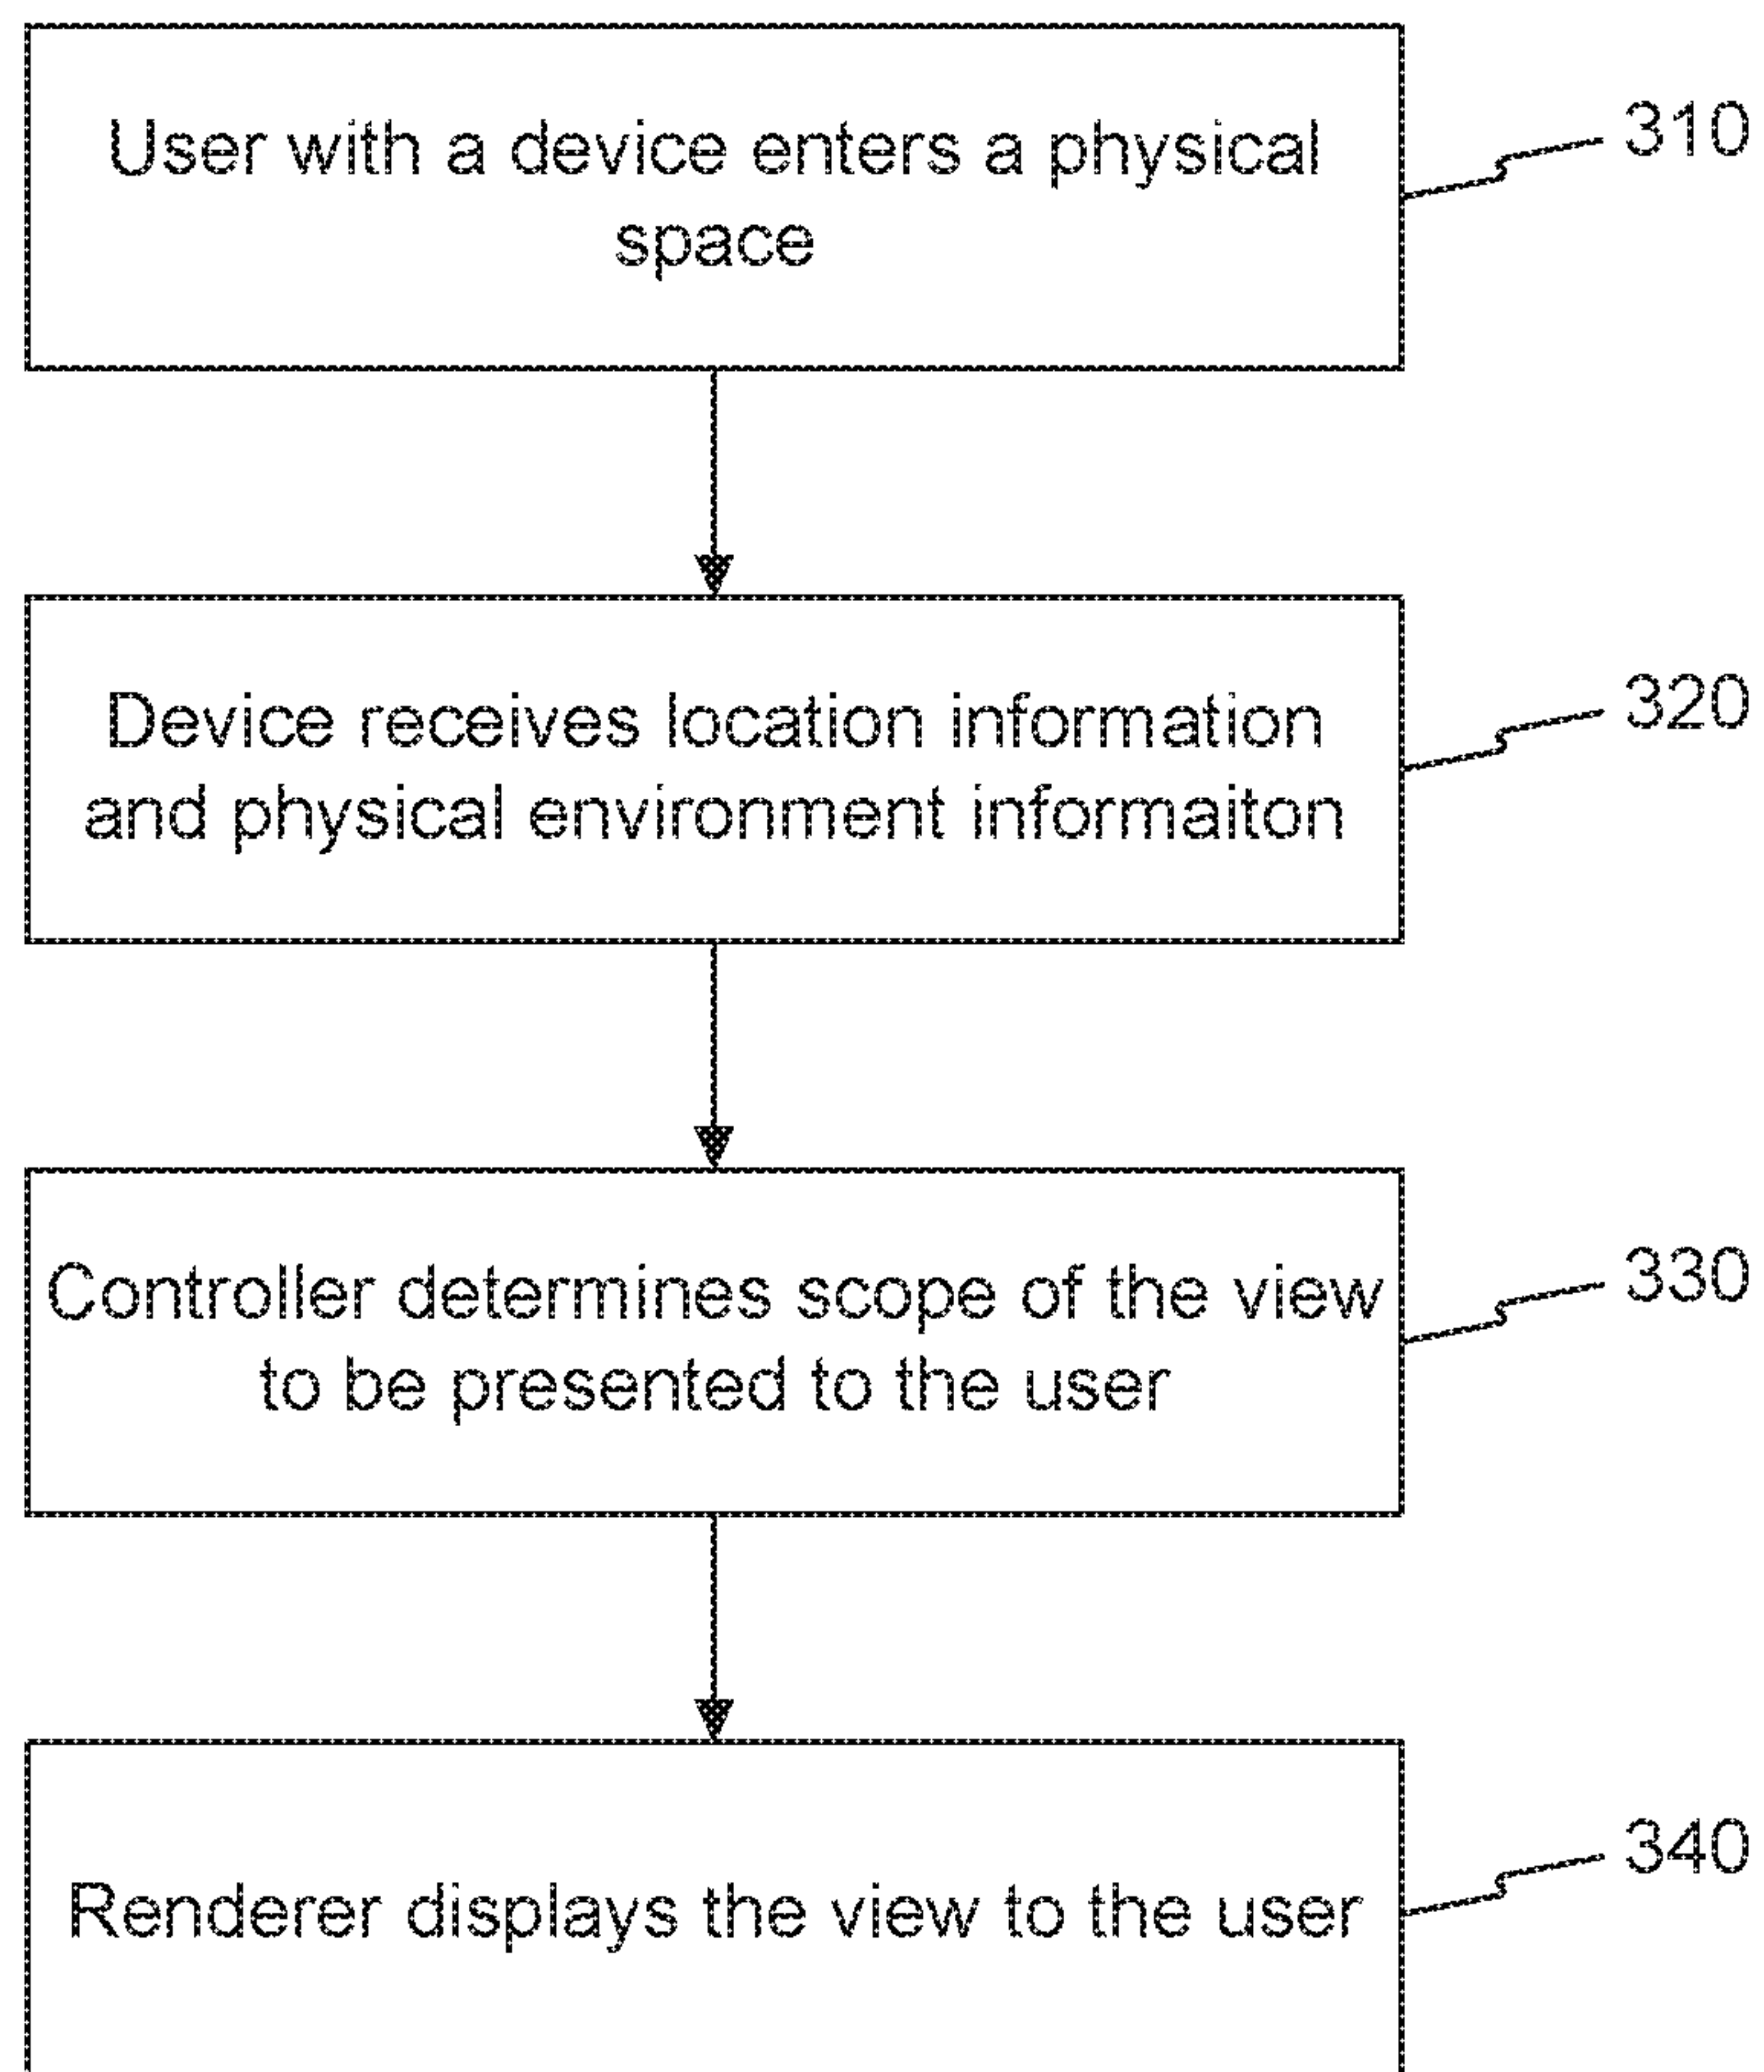 User with a device enters a physical
space
310
Device receives location information
and physical environment informaiton
320
Controller determines scope of the view
to be presented to the user
330
Renderer displays the view to the user
340